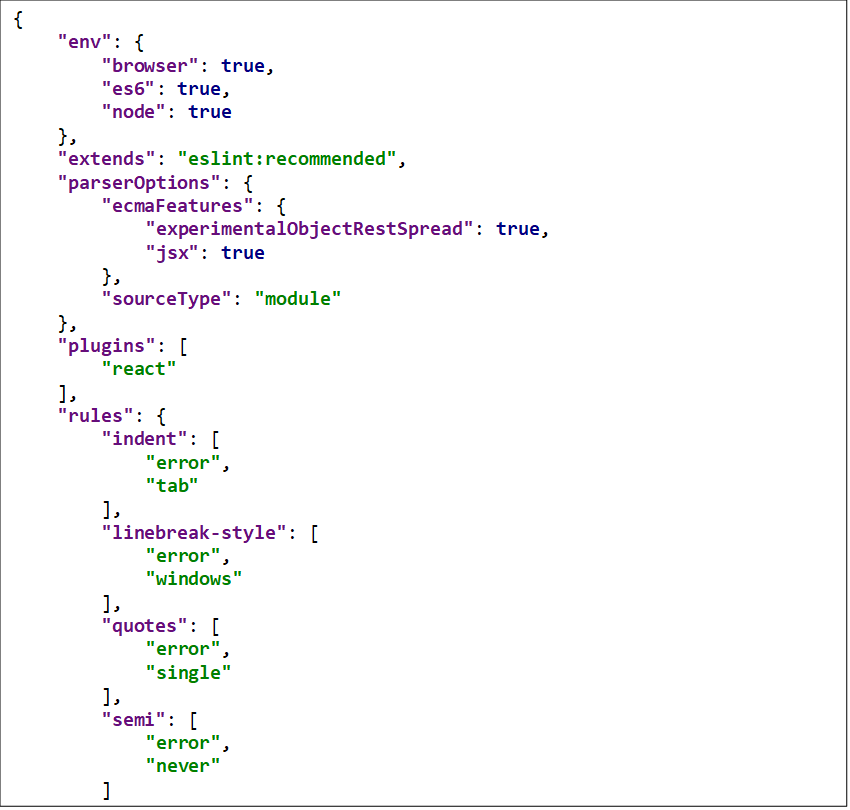 {
    "env": {
        "browser": true,
        "es6": true,
        "node": true
    },
    "extends": "eslint:recommended",
    "parserOptions": {
        "ecmaFeatures": {
            "experimentalObjectRestSpread": true,
            "jsx": true
        },
        "sourceType": "module"
    },
    "plugins": [
        "react"
    ],
    "rules": {
        "indent": [
            "error",
            "tab"
        ],
        "linebreak-style": [
            "error",
            "windows"
        ],
        "quotes": [
            "error",
            "single"
        ],
        "semi": [
            "error",
            "never"
        ]